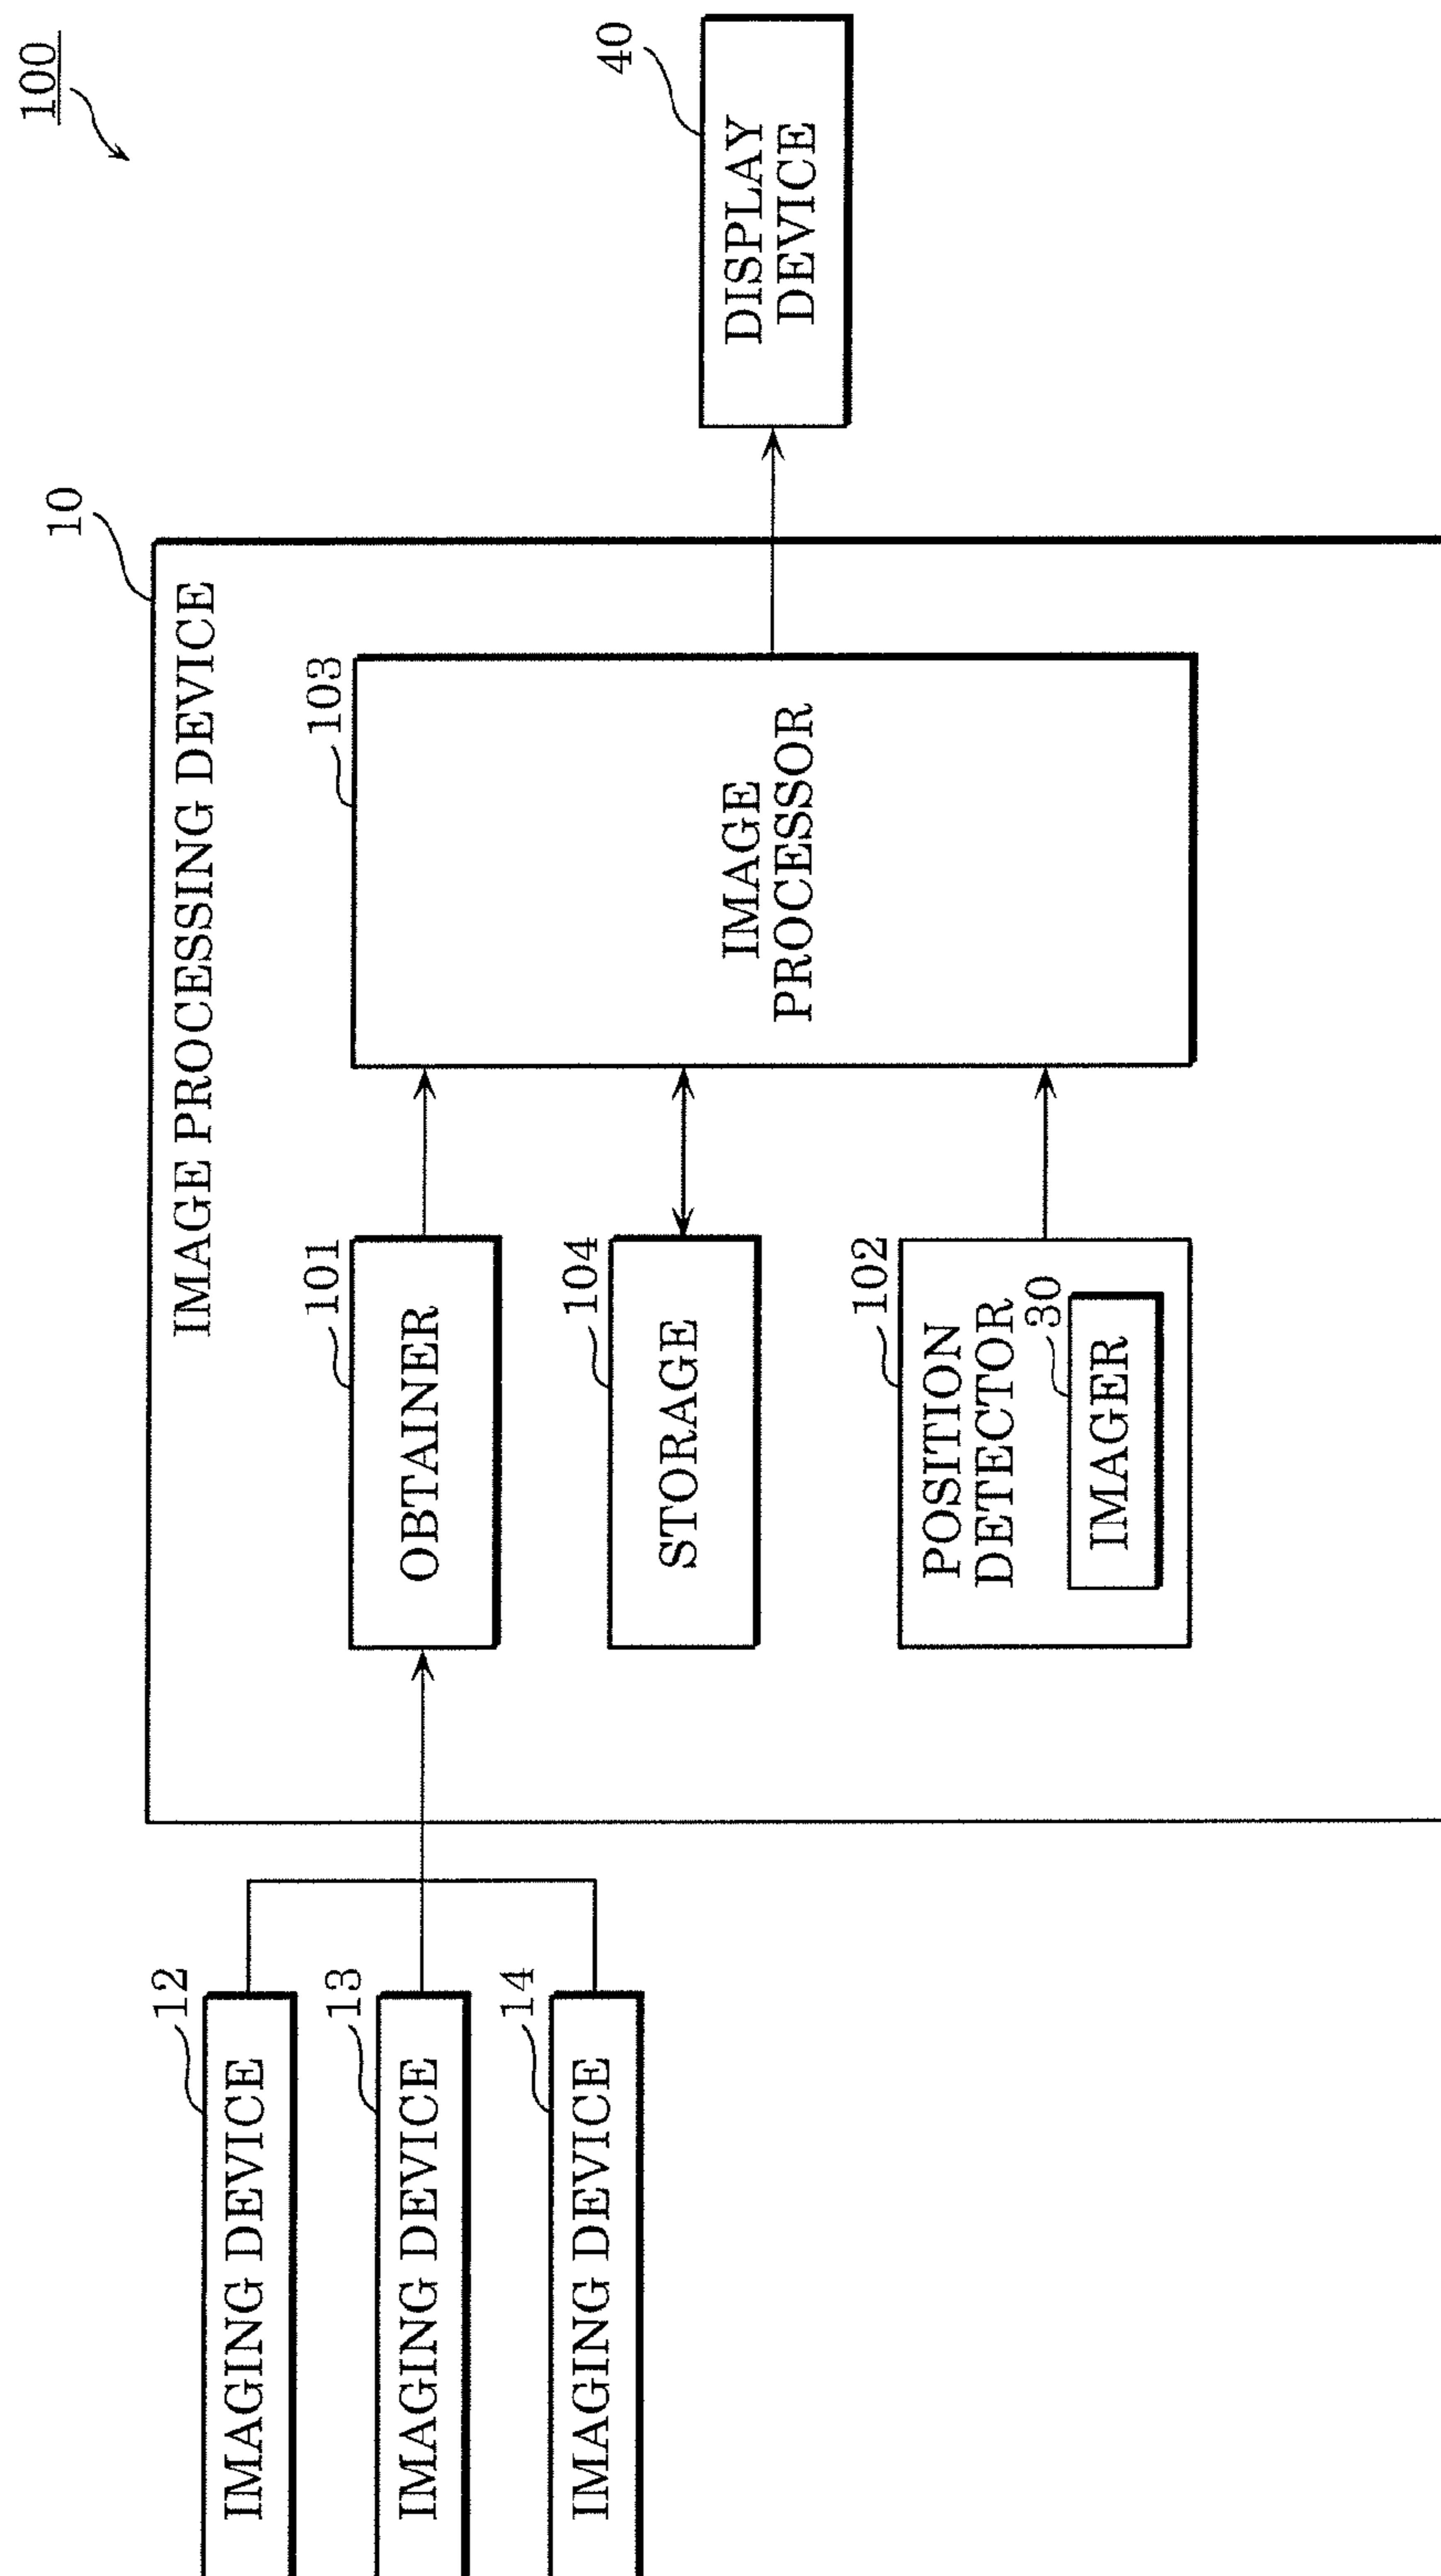 100
10
IMAGE PROCESSING DEVICE
12
IMAGING DEVICE
13
IMAGING DEVICE
14
IMAGING DEVICE
101
OBTAINER
104
STORAGE
102
POSITION
DETECTOR
30
IMAGER
103
IMAGE
PROCESSOR
40
DISPLAY
DEVICE